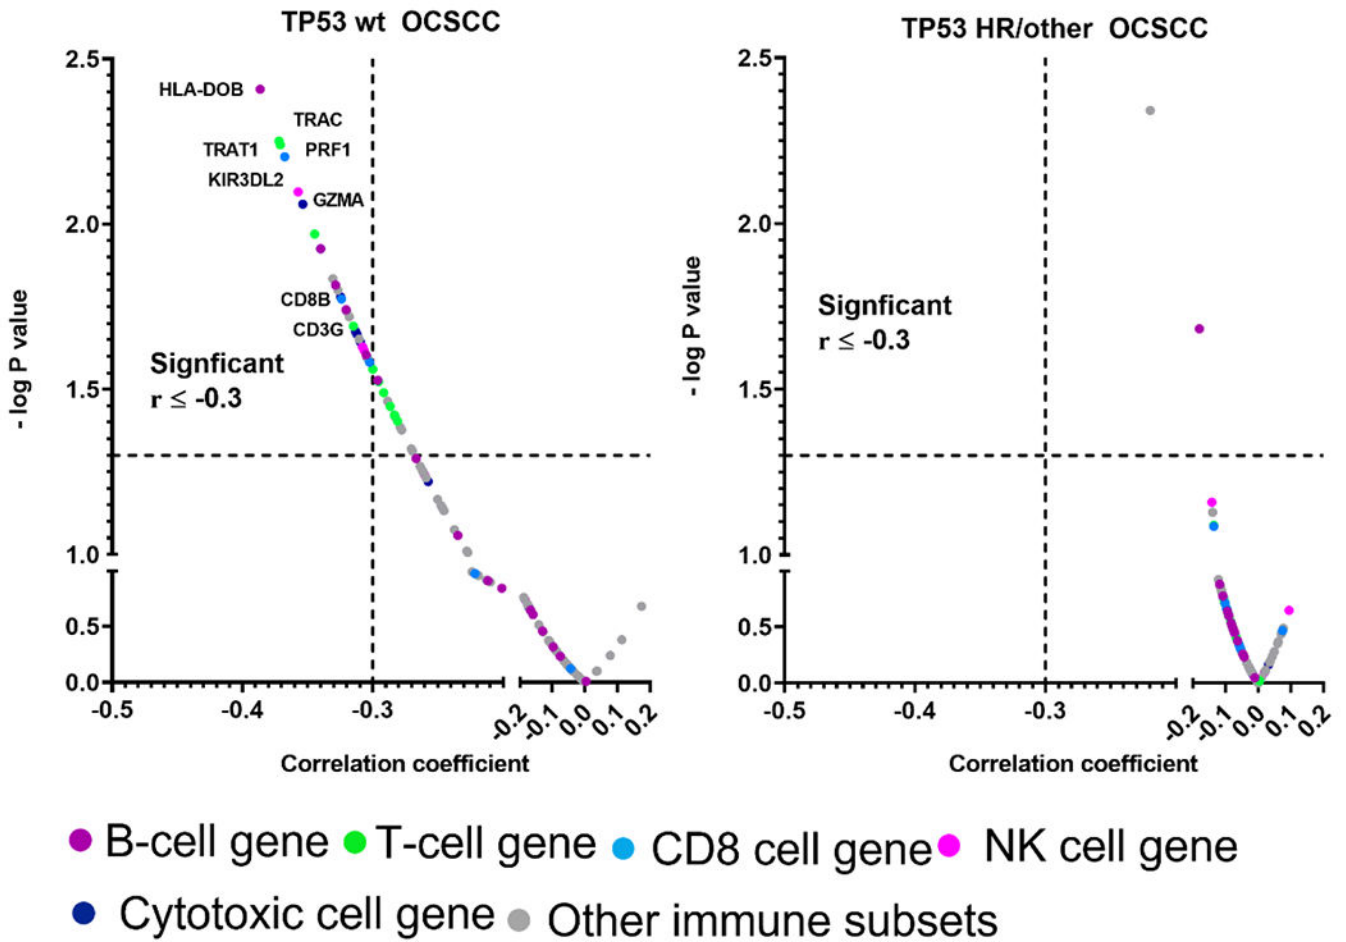 TP53 wt OCSCC
- log P value
2.5
2.0
1.5
1.0
0.5
0.0
HLA-DOB
TRAC
TRAT1
PRF1
KIR3DL2
GZMA
CD8B
CD3G
Signficant
r ≤ -0.3
-0.5
-0.4
-0.3
-0.2
-0.1
0.0
0.1
0.2
Correlation coefficient
TP53 HR/other OCSCC
- log P value
2.5
2.0
1.5
1.0
0.5
0.0
Signficant
r ≤ -0.3
-0.5
-0.4
-0.3
-0.2
-0.1
0.0
0.1
0.2
Correlation coefficient
B-cell gene T-cell gene CD8 cell gene NK cell gene
Cytotoxic cell gene Other immune subsets